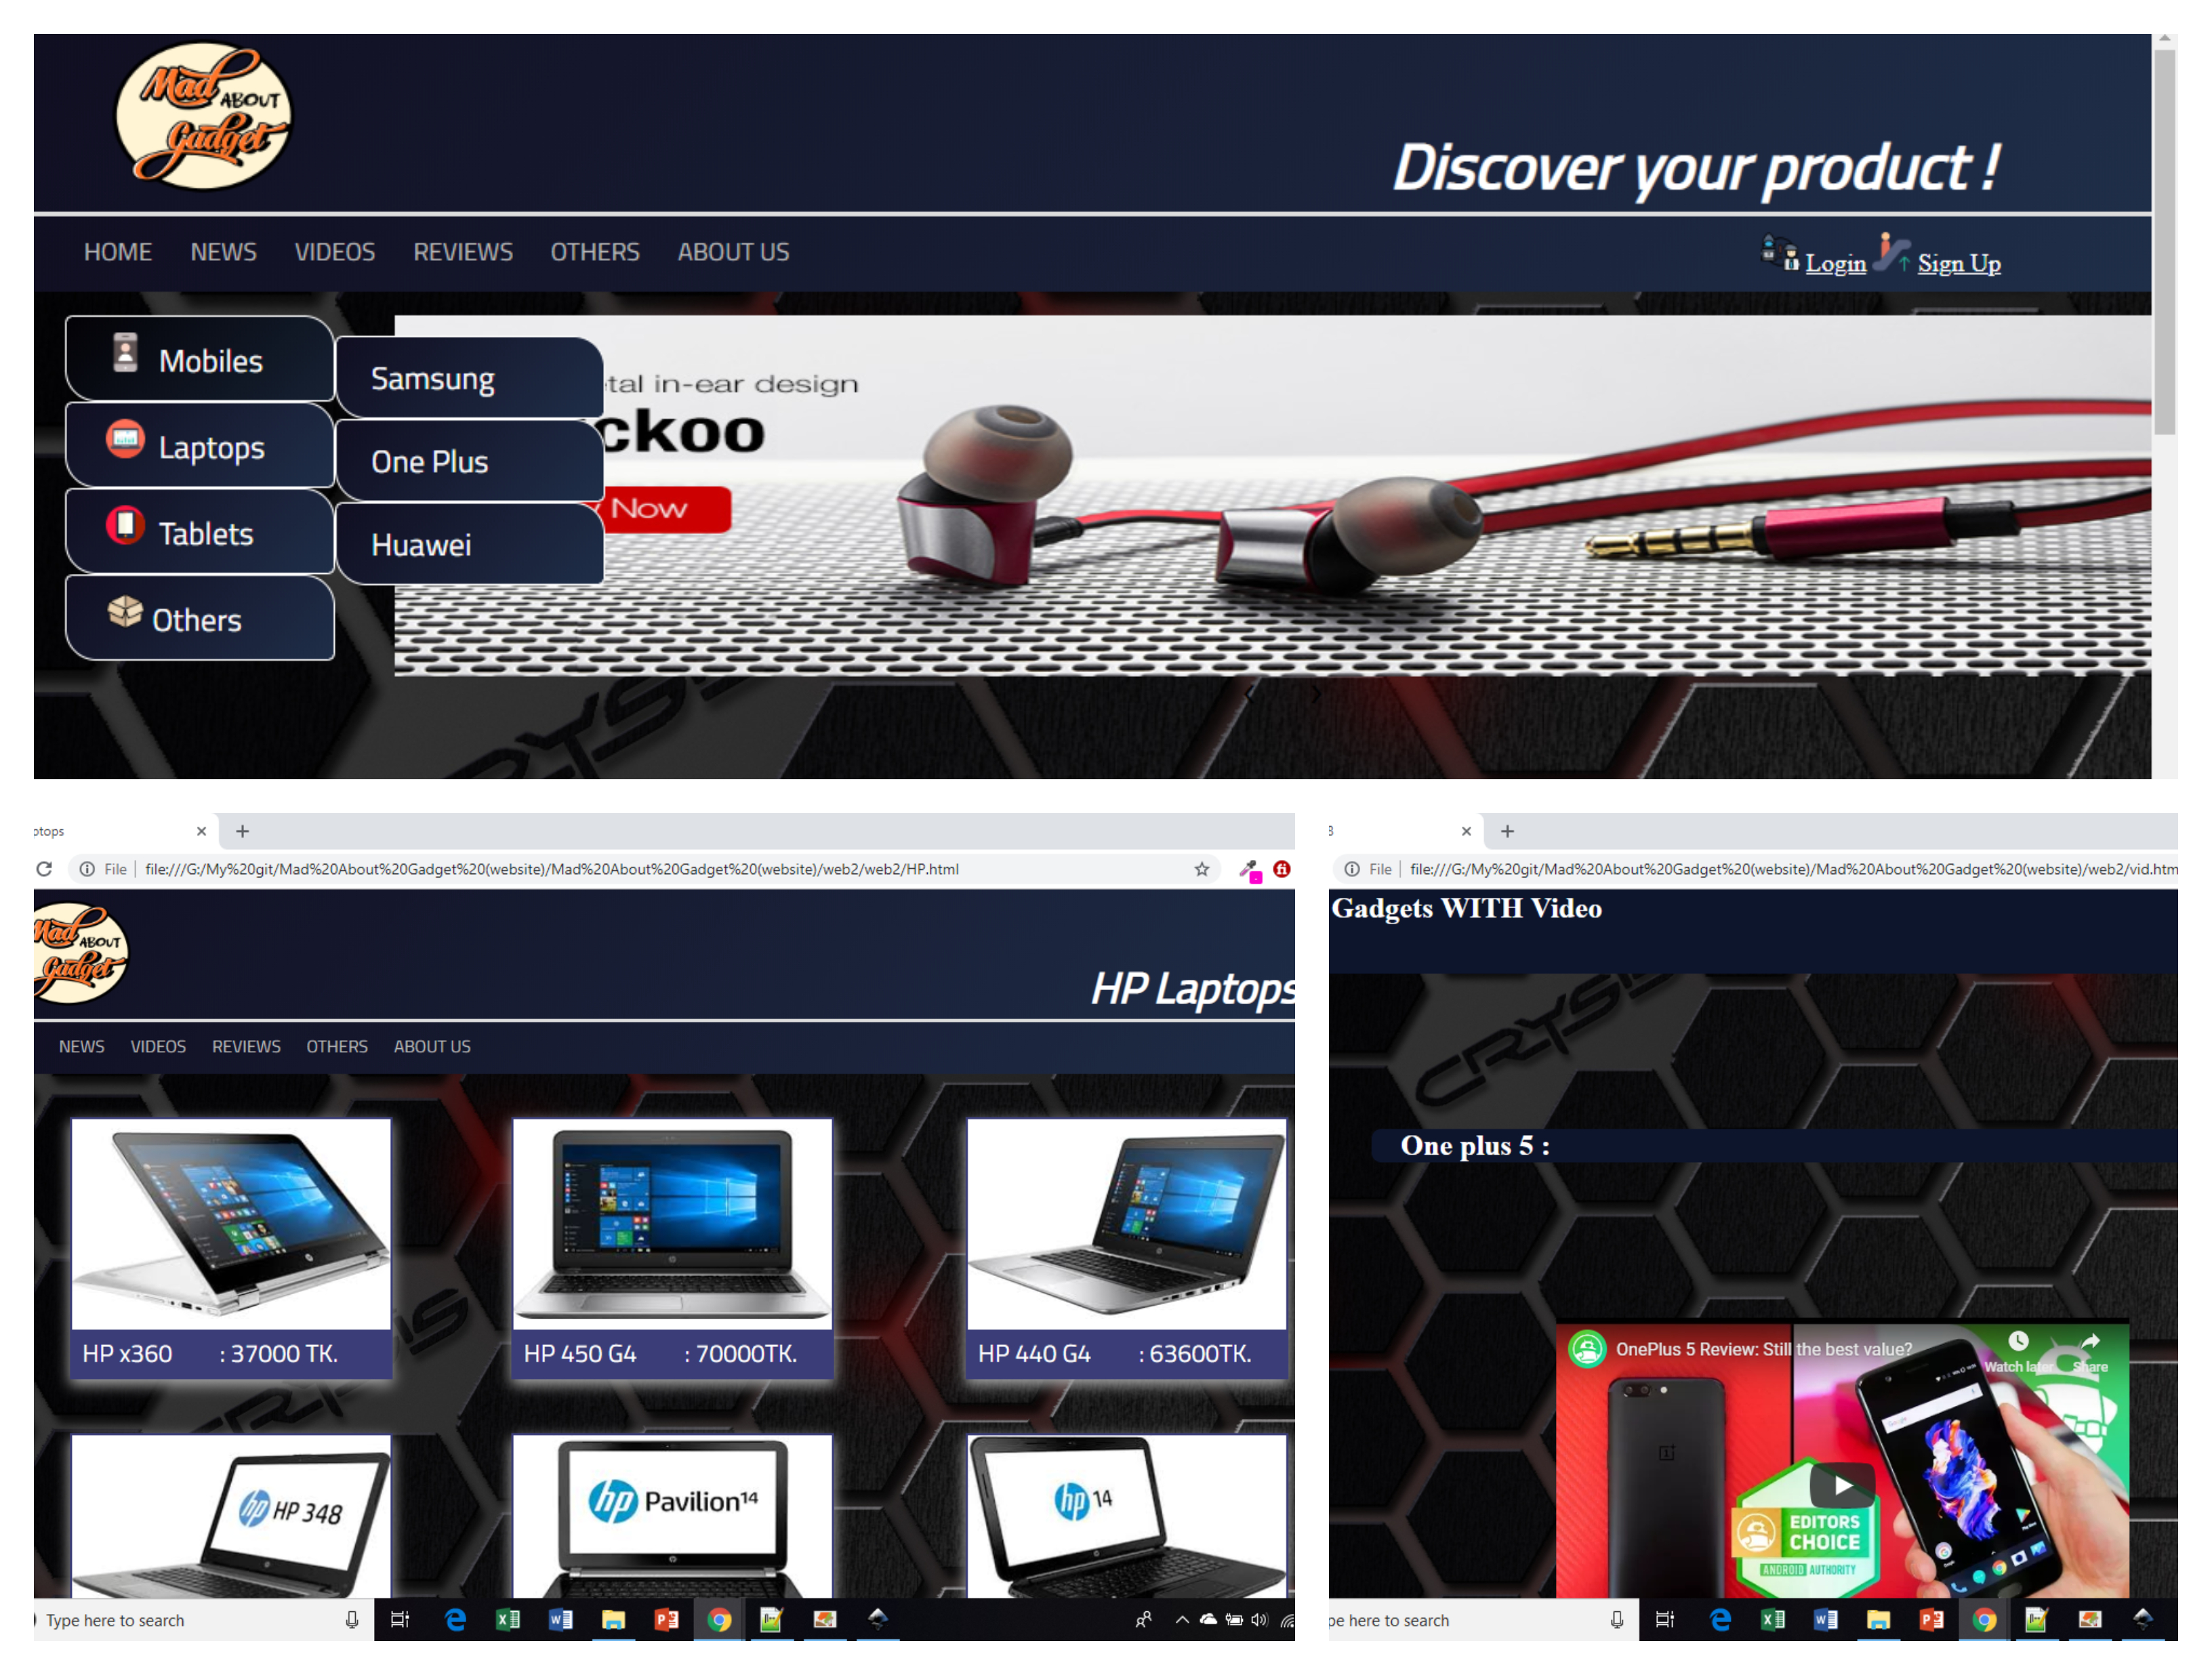 Mad ABOUT Gadget
Discover your product !
HOME NEWS VIDEOS REVIEWS OTHERS ABOUT US
Login Sign Up
Mobiles
Laptops
Tablets
Others
Samsung
One Plus
Huawei
tal in-ear design
ckoo
Now
CRYSIS
ptops
File file:///G:/My%20git/Mad%20About%20Gadget%20(website)/Mad%20About%20Gadget%20(website)/web2/web2/HP.html
Mad ABOUT Gadget
HP Laptops
NEWS VIDEOS REVIEWS OTHERS ABOUT US
HP x360 : 37000 TK.
HP 450 G4 : 70000TK.
HP 440 G4 : 63600TK.
hp HP 348
hp Pavilion14
hp 14
Type here to search
File file:///G:/My%20git/Mad%20About%20Gadget%20(website)/Mad%20About%20Gadget%20(website)/web2/vid.htm
Gadgets WITH Video
CRYSIS
One plus 5 :
OnePlus 5 Review: Still the best value?
Watch later Share
EDITORS
CHOICE
ANDROID AUTHORITY
pe here to search